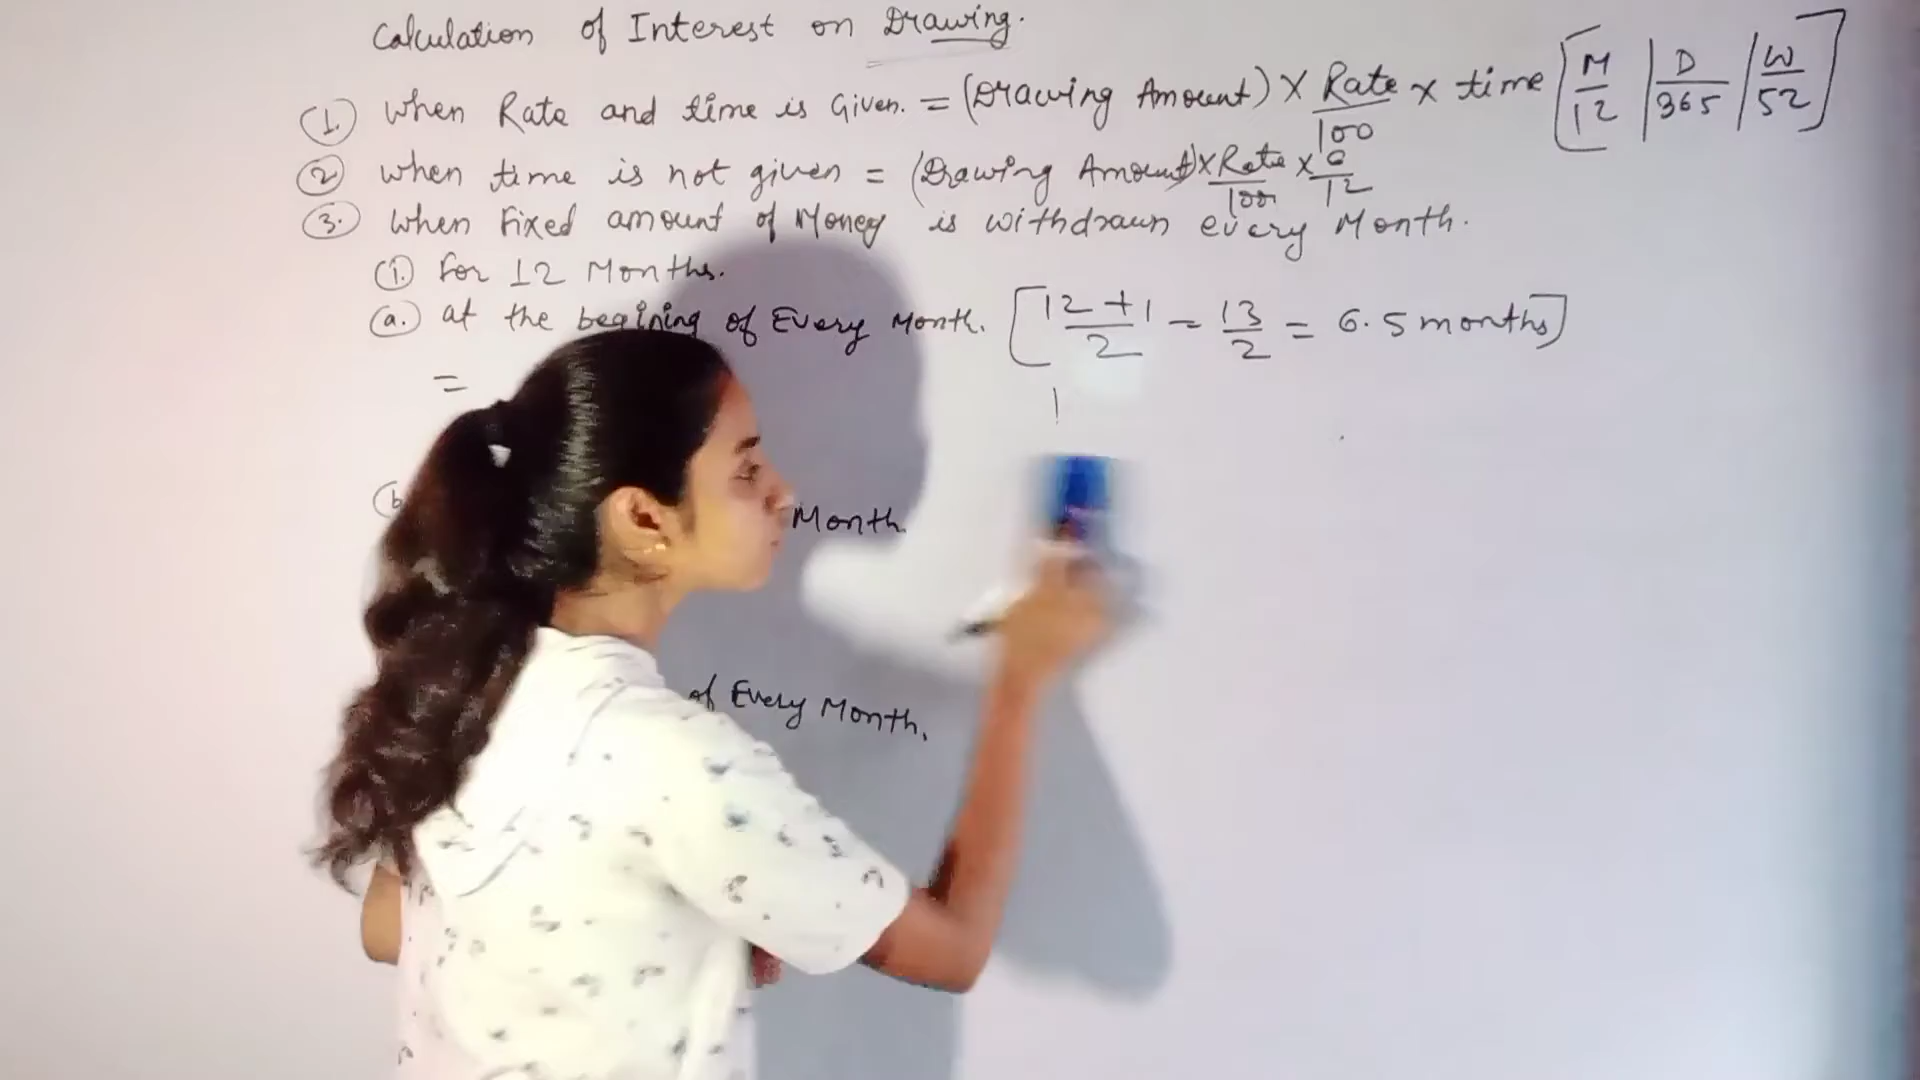 Calculation of Interest on Drawing.
(1.) when Rate and time is Given. = (Drawing Amount) X Rate/100 x time [M/12 | D/365 | W/52]
(2) when time is not given = (Drawing Amount) X Rate/100 x 6/12
(3.) when Fixed amount of Money is withdrawn every Month.
(i.) For 12 Months.
(a.) at the begining of Every Month. [12+1/2 = 13/2 = 6.5 months]
=
(b Month.
of Every Month.